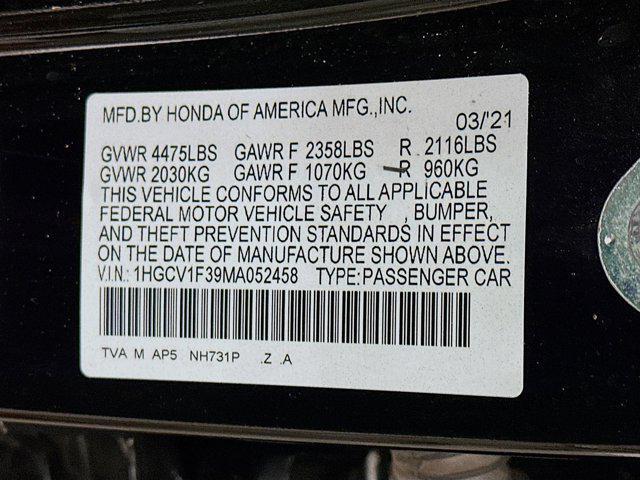 MFD.BY HONDA OF AMERICA MFG.,INC.
03/'21
GVWR 4475LBS GAWR F 2358LBS R 2116LBS
GVWR 2030KG GAWR F 1070KG R 960KG
THIS VEHICLE CONFORMS TO ALL APPLICABLE
FEDERAL MOTOR VEHICLE SAFETY , BUMPER,
AND THEFT PREVENTION STANDARDS IN EFFECT
ON THE DATE OF MANUFACTURE SHOWN ABOVE.
V.I.N.: 1HGCV1F39MA052458 TYPE:PASSENGER CAR
TVA M AP5 NH731P .Z .A